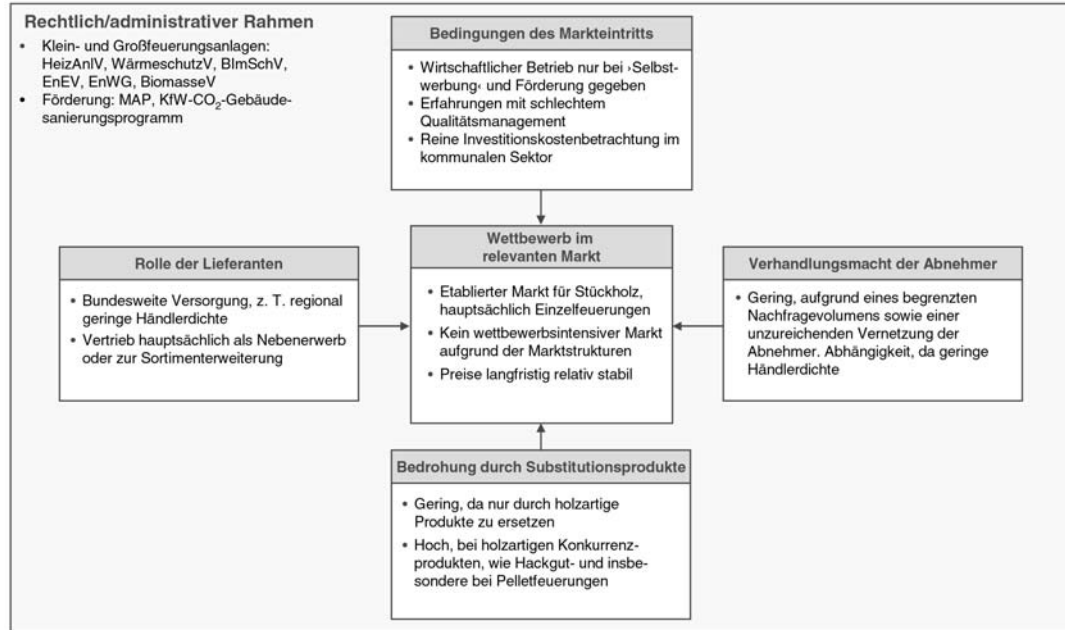 Rechtlich/administrativer Rahmen
• Klein- und Großfeuerungsanlagen:
HeizAnlV, WärmeschutzV, BImSchV,
EnEV, EnWG, BiomasseV
• Förderung: MAP, KfW-CO₂-Gebäude-
sanierungsprogramm
Bedingungen des Markteintritts
• Wirtschaftlicher Betrieb nur bei ›Selbst-
werbung‹ und Förderung gegeben
• Erfahrungen mit schlechtem
Qualitätsmanagement
• Reine Investitionskostenbetrachtung im
kommunalen Sektor
Rolle der Lieferanten
• Bundesweite Versorgung, z. T. regional
geringe Händlerdichte
• Vertrieb hauptsächlich als Nebenerwerb
oder zur Sortimenterweiterung
Wettbewerb im
relevanten Markt
• Etablierter Markt für Stückholz,
hauptsächlich Einzelfeuerungen
• Kein wettbewerbsintensiver Markt
aufgrund der Marktstrukturen
• Preise langfristig relativ stabil
Verhandlungsmacht der Abnehmer
• Gering, aufgrund eines begrenzten
Nachfragevolumens sowie einer
unzureichenden Vernetzung der
Abnehmer. Abhängigkeit, da geringe
Händlerdichte
Bedrohung durch Substitutionsprodukte
• Gering, da nur durch holzartige
Produkte zu ersetzen
• Hoch, bei holzartigen Konkurrenz-
produkten, wie Hackgut- und insbe-
sondere bei Pelletfeuerungen